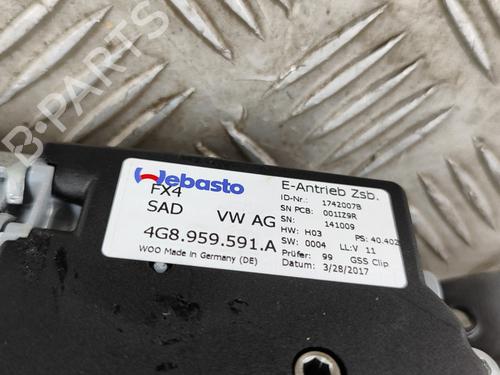 B-PARTS
Webasto
FX4
SAD VW AG
4G8.959.591.A
WOO Made in Germany (DE)
E-Antrieb Zsb.
ID-Nr.: 1742007B
SN PCB: 001IZ9R
SN: 141009
HW: H03 PS: 40.402
SW: 0004 LL:V 11
Prüfer: 99 GSS Clip
Datum: 3/28/2017